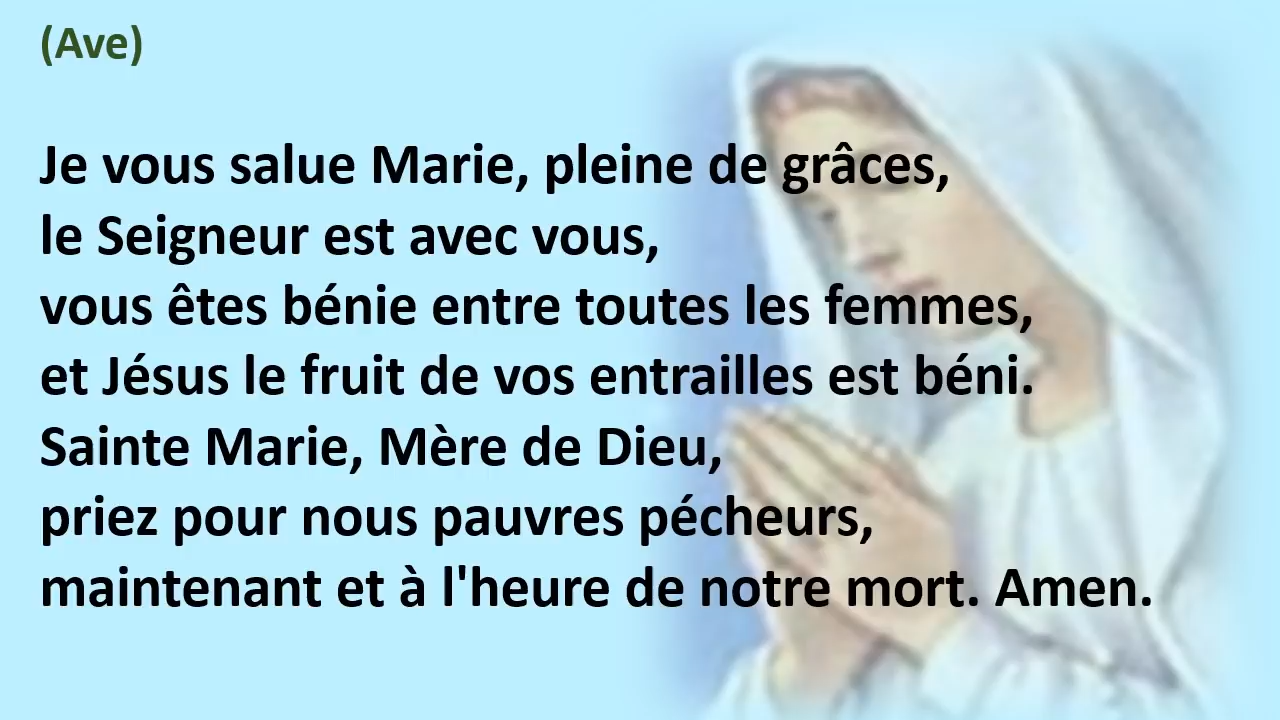 (Ave)
Je vous salue Marie, pleine de grâces,
le Seigneur est avec vous,
vous êtes bénie entre toutes les femmes,
et Jésus le fruit de vos entrailles est béni.
Sainte Marie, Mère de Dieu,
priez pour nous pauvres pécheurs,
maintenant et à l'heure de notre mort. Amen.